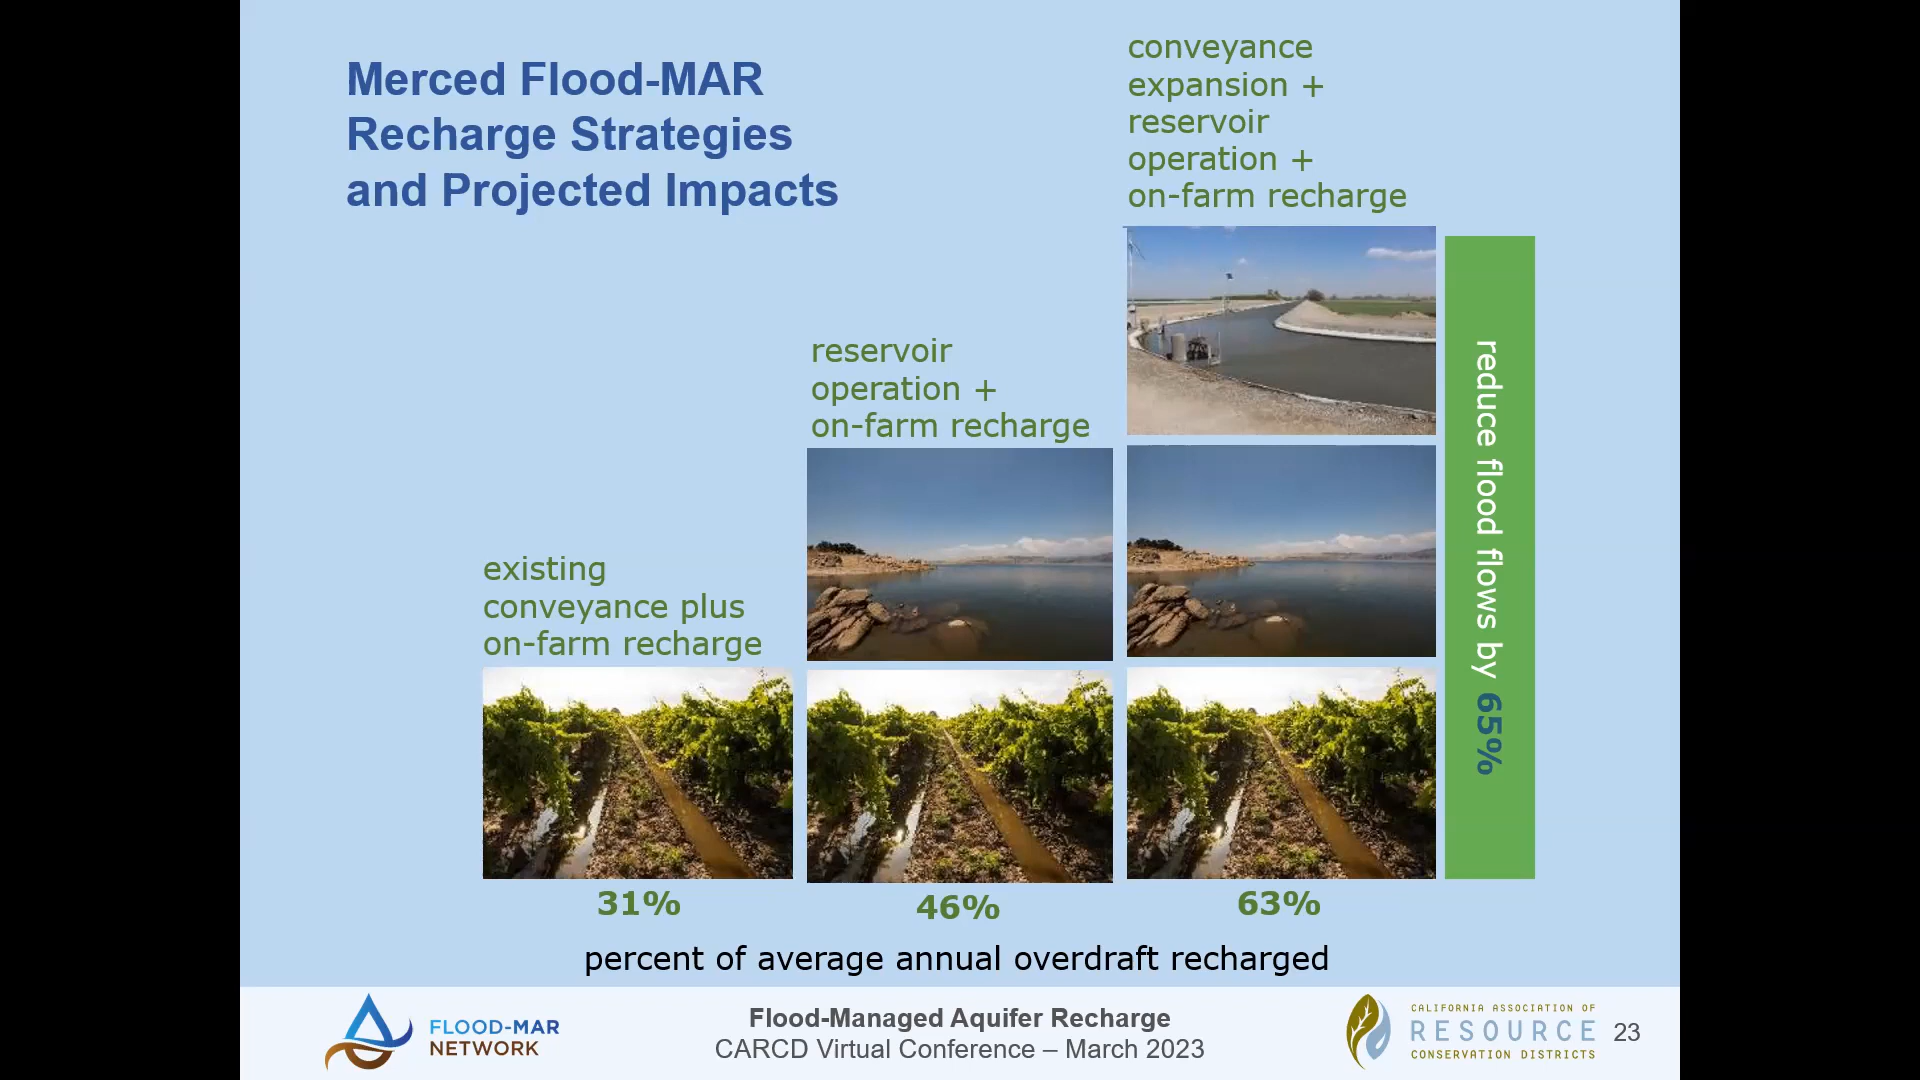 Merced Flood-MAR
Recharge Strategies
and Projected Impacts
conveyance
expansion +
reservoir
operation +
on-farm recharge
reservoir
operation +
on-farm recharge
existing
conveyance plus
on-farm recharge
reduce flood flows by 65%
31%
46%
63%
percent of average annual overdraft recharged
FLOOD-MAR
NETWORK
Flood-Managed Aquifer Recharge
CARCD Virtual Conference – March 2023
CALIFORNIA ASSOCIATION OF
RESOURCE
CONSERVATION DISTRICTS
23